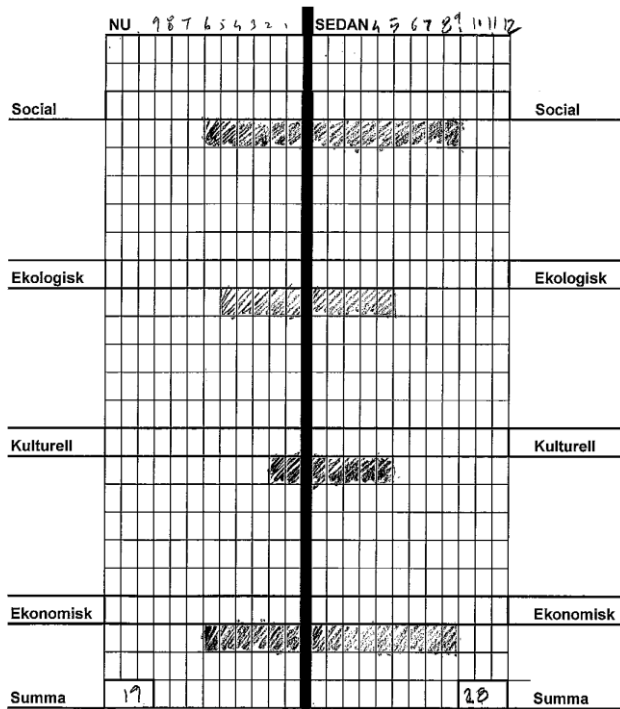 NU 9 8 7 6 5 4 3 2 1 SEDAN 4 5 6 7 8 9 10 11 12
Social Social
Ekologisk Ekologisk
Kulturell Kulturell
Ekonomisk Ekonomisk
Summa 19 28 Summa